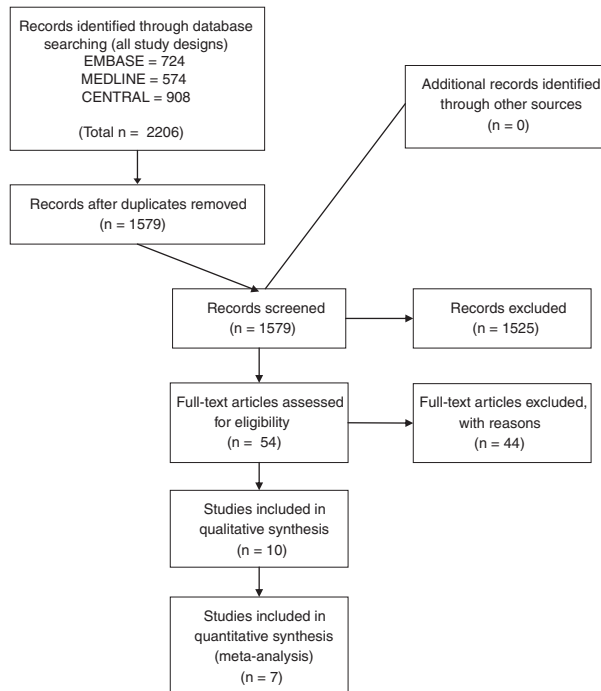 Records identified through database
searching (all study designs)
EMBASE = 724
MEDLINE = 574
CENTRAL = 908
(Total n = 2206)
Additional records identified
through other sources
(n = 0)
Records after duplicates removed
(n = 1579)
Records screened
(n = 1579)
Records excluded
(n = 1525)
Full-text articles assessed
for eligibility
(n = 54)
Full-text articles excluded,
with reasons
(n = 44)
Studies included in
qualitative synthesis
(n = 10)
Studies included in
quantitative synthesis
(meta-analysis)
(n = 7)